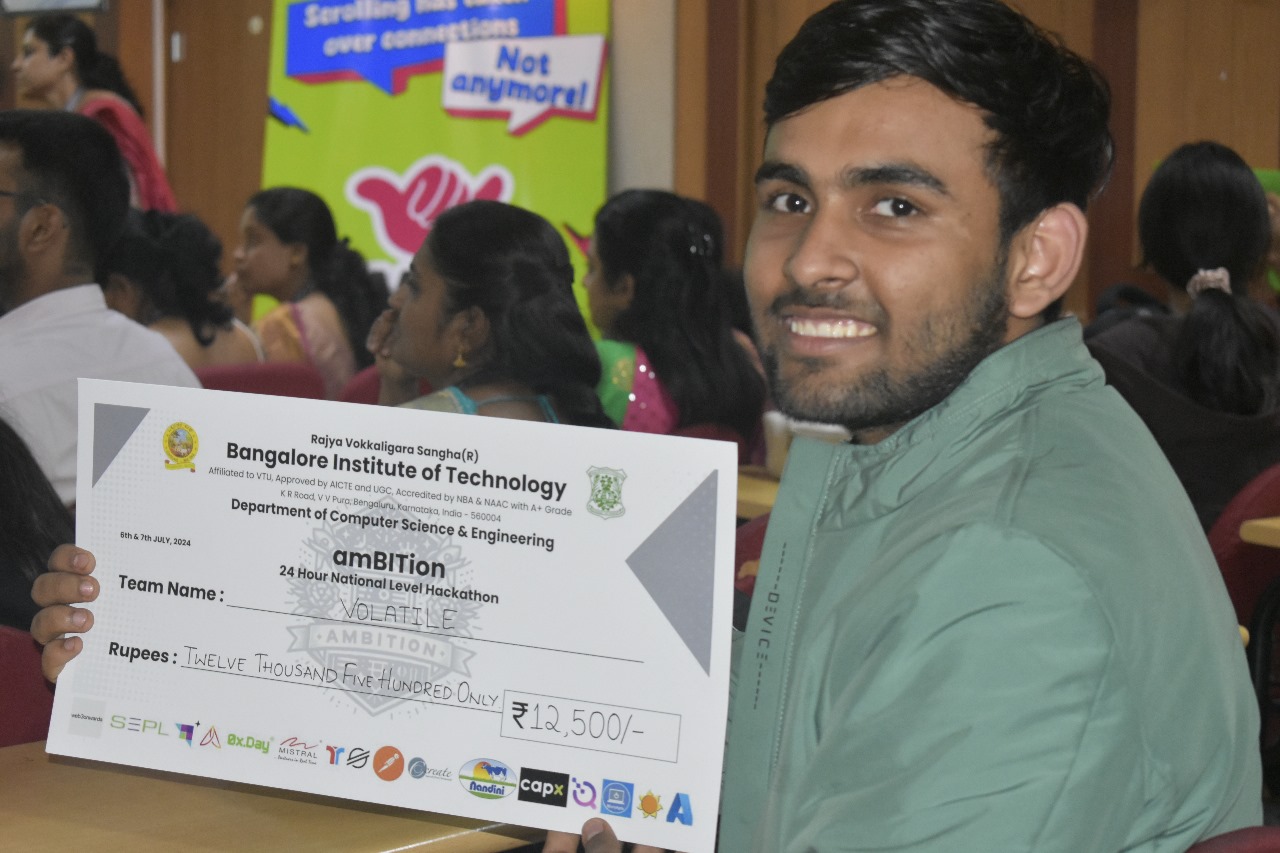 Scrolling has taken
over connections
Not
anymore!
Rajya Vokkaligara Sangha(R)
Bangalore Institute of Technology
Affiliated to VTU, Approved by AICTE and UGC, Accredited by NBA & NAAC with A+ Grade
K R Road, V V Pura, Bengaluru, Karnataka, India - 560004
Department of Computer Science & Engineering
6th & 7th JULY, 2024
amBITion
24 Hour National Level Hackathon
Team Name : VOLATILE
AMBITION
Rupees : TWELVE THOUSAND FIVE HUNDRED ONLY ₹12,500/-
SEPL 0x.Day MISTRAL create Nandini capx
DEVICE